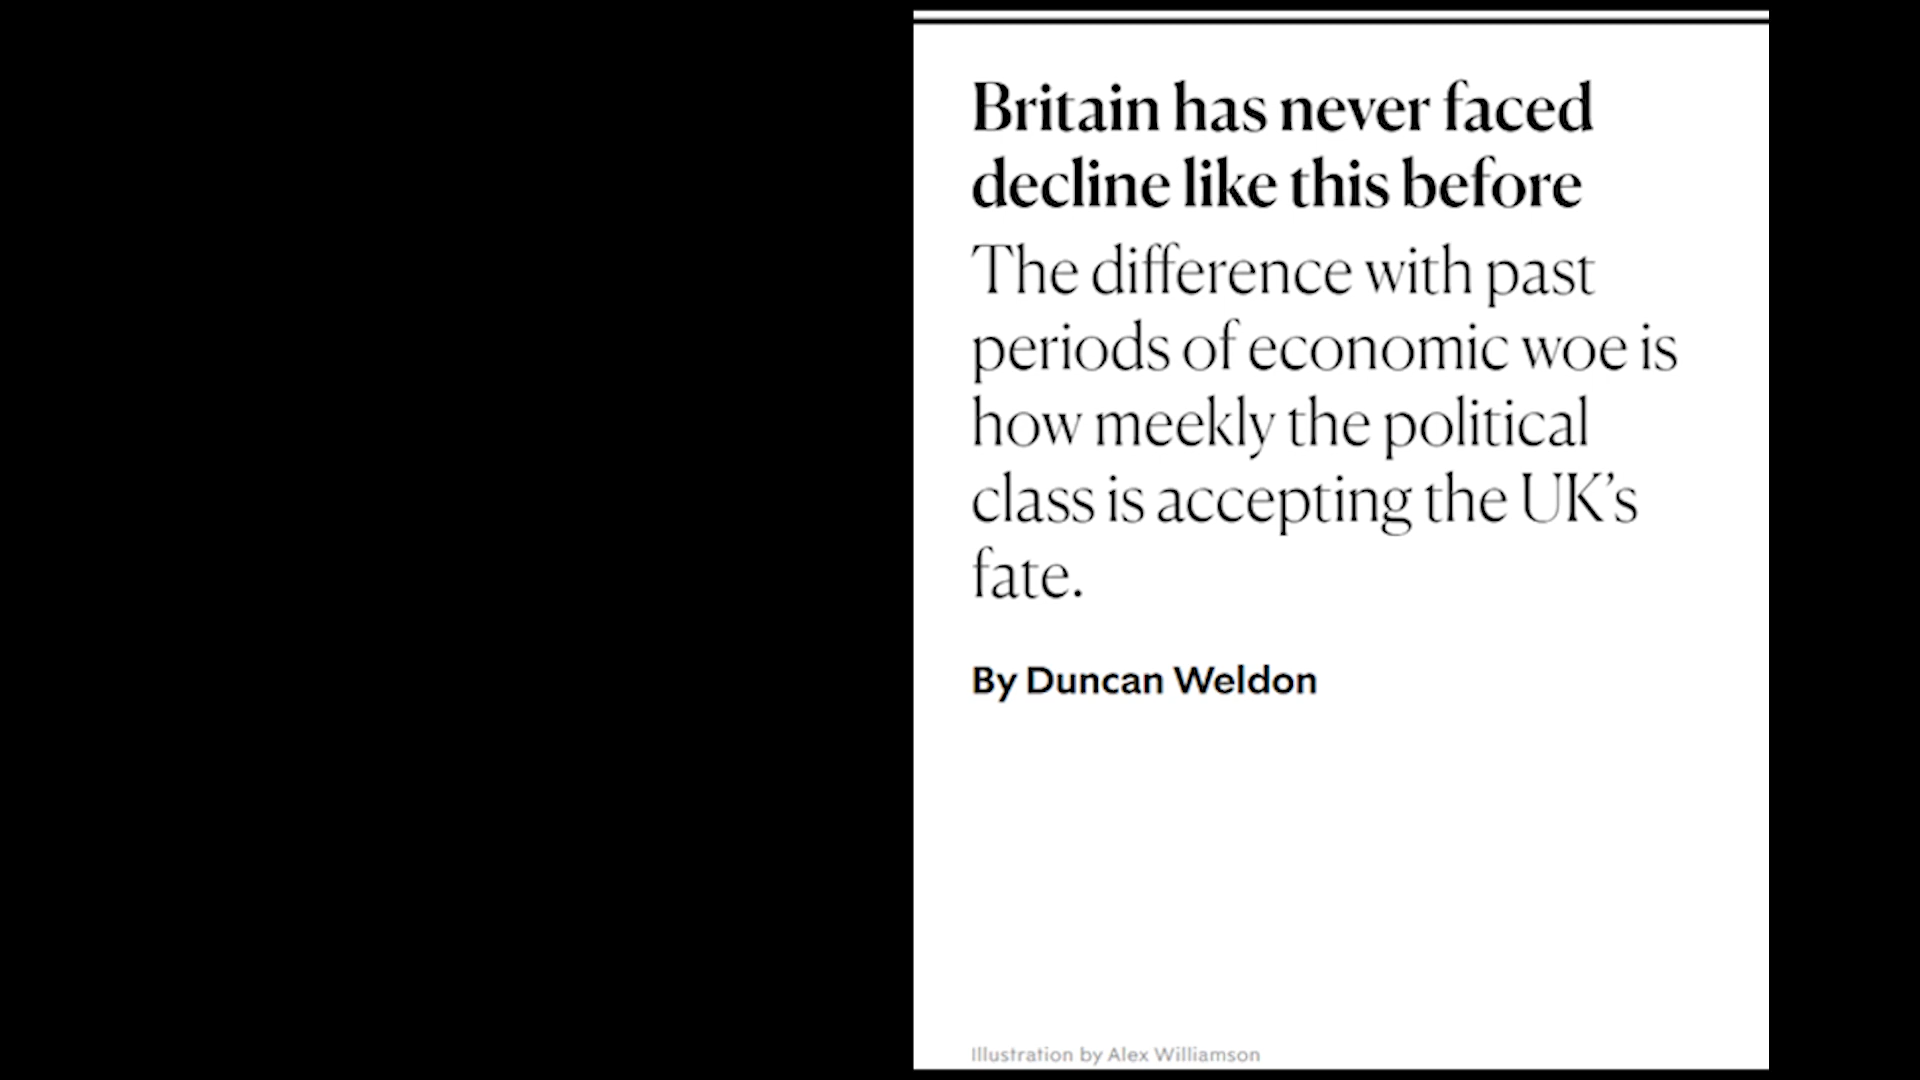 Britain has never faced
decline like this before
The difference with past
periods of economic woe is
how meekly the political
class is accepting the UK’s
fate.
By Duncan Weldon
Illustration by Alex Williamson